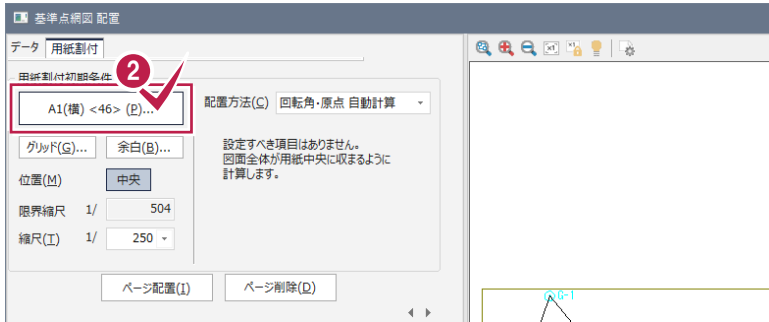 基準点網図 配置
データ 用紙割付
用紙割付初期条件
2
A1(横) <46> (P)...
配置方法(C) 回転角・原点 自動計算
グリッド(G)... 余白(B)...
設定すべき項目はありません。
図面全体が用紙中央に収まるように
計算します。
位置(M) 中央
限界縮尺 1/ 504
縮尺(T) 1/ 250
ページ配置(I) ページ削除(D)
G-1